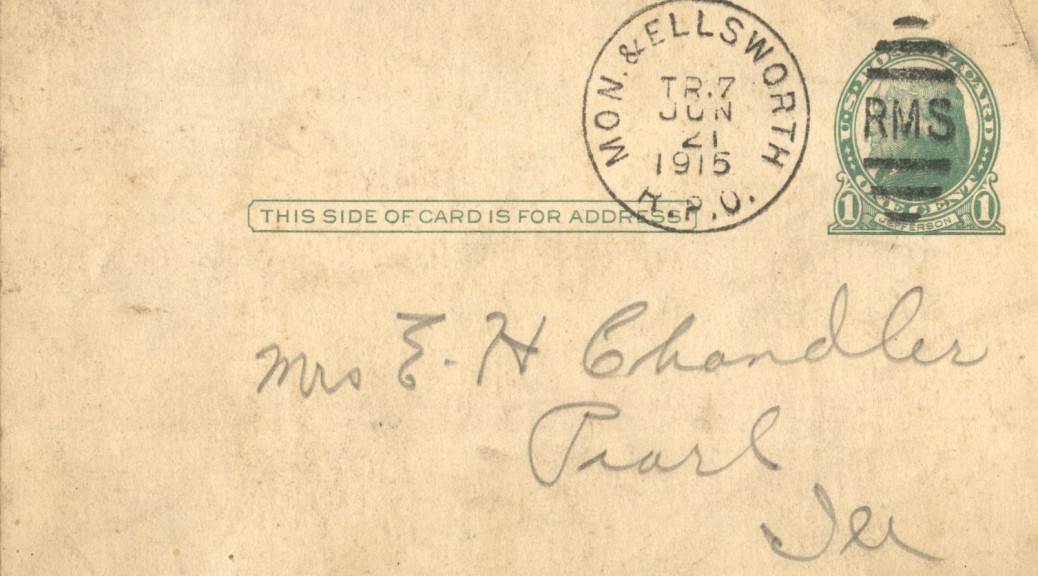 MON. & ELLSWORTH
TR.7
JUN
21
1915
R.P.O.
U·S·POSTAL CARD
RMS
ONE CENT
1 JEFFERSON 1
THIS SIDE OF CARD IS FOR ADDRESS
Mrs E. H Chandler
Pearl
Ill